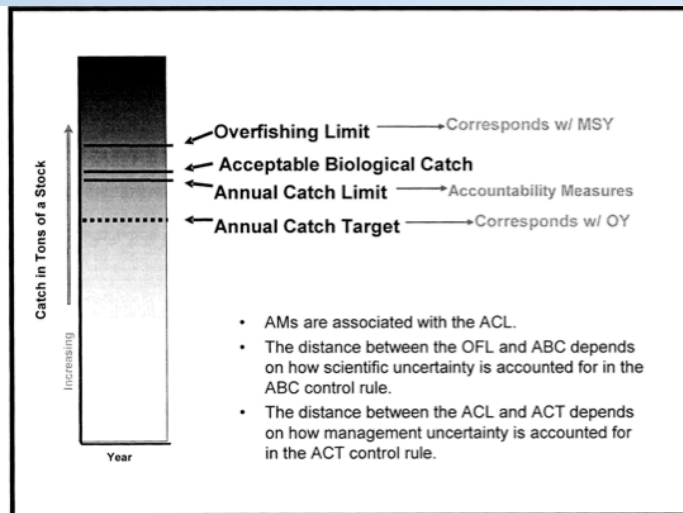 Catch in Tons of a Stock
Increasing
Year
Overfishing Limit
Corresponds w/ MSY
Acceptable Biological Catch
Annual Catch Limit
Accountability Measures
Annual Catch Target
Corresponds w/ OY
• AMs are associated with the ACL.
• The distance between the OFL and ABC depends
on how scientific uncertainty is accounted for in the
ABC control rule.
• The distance between the ACL and ACT depends
on how management uncertainty is accounted for
in the ACT control rule.